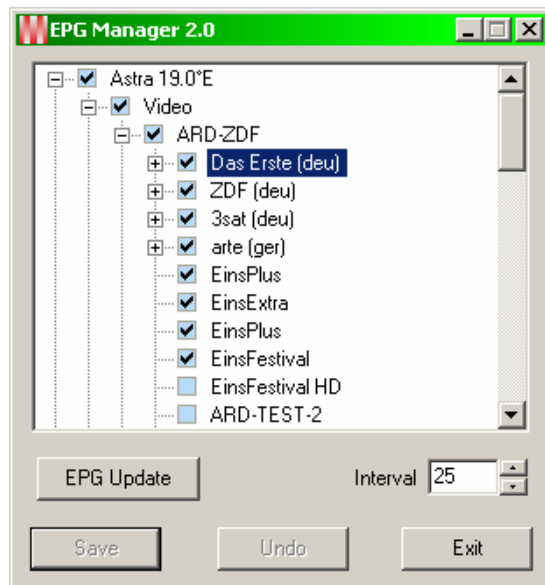 EPG Manager 2.0
Astra 19.0°E
Video
ARD-ZDF
Das Erste (deu)
ZDF (deu)
3sat (deu)
arte (ger)
EinsPlus
EinsExtra
EinsPlus
EinsFestival
EinsFestival HD
ARD-TEST-2
EPG Update Interval 25
Save Undo Exit